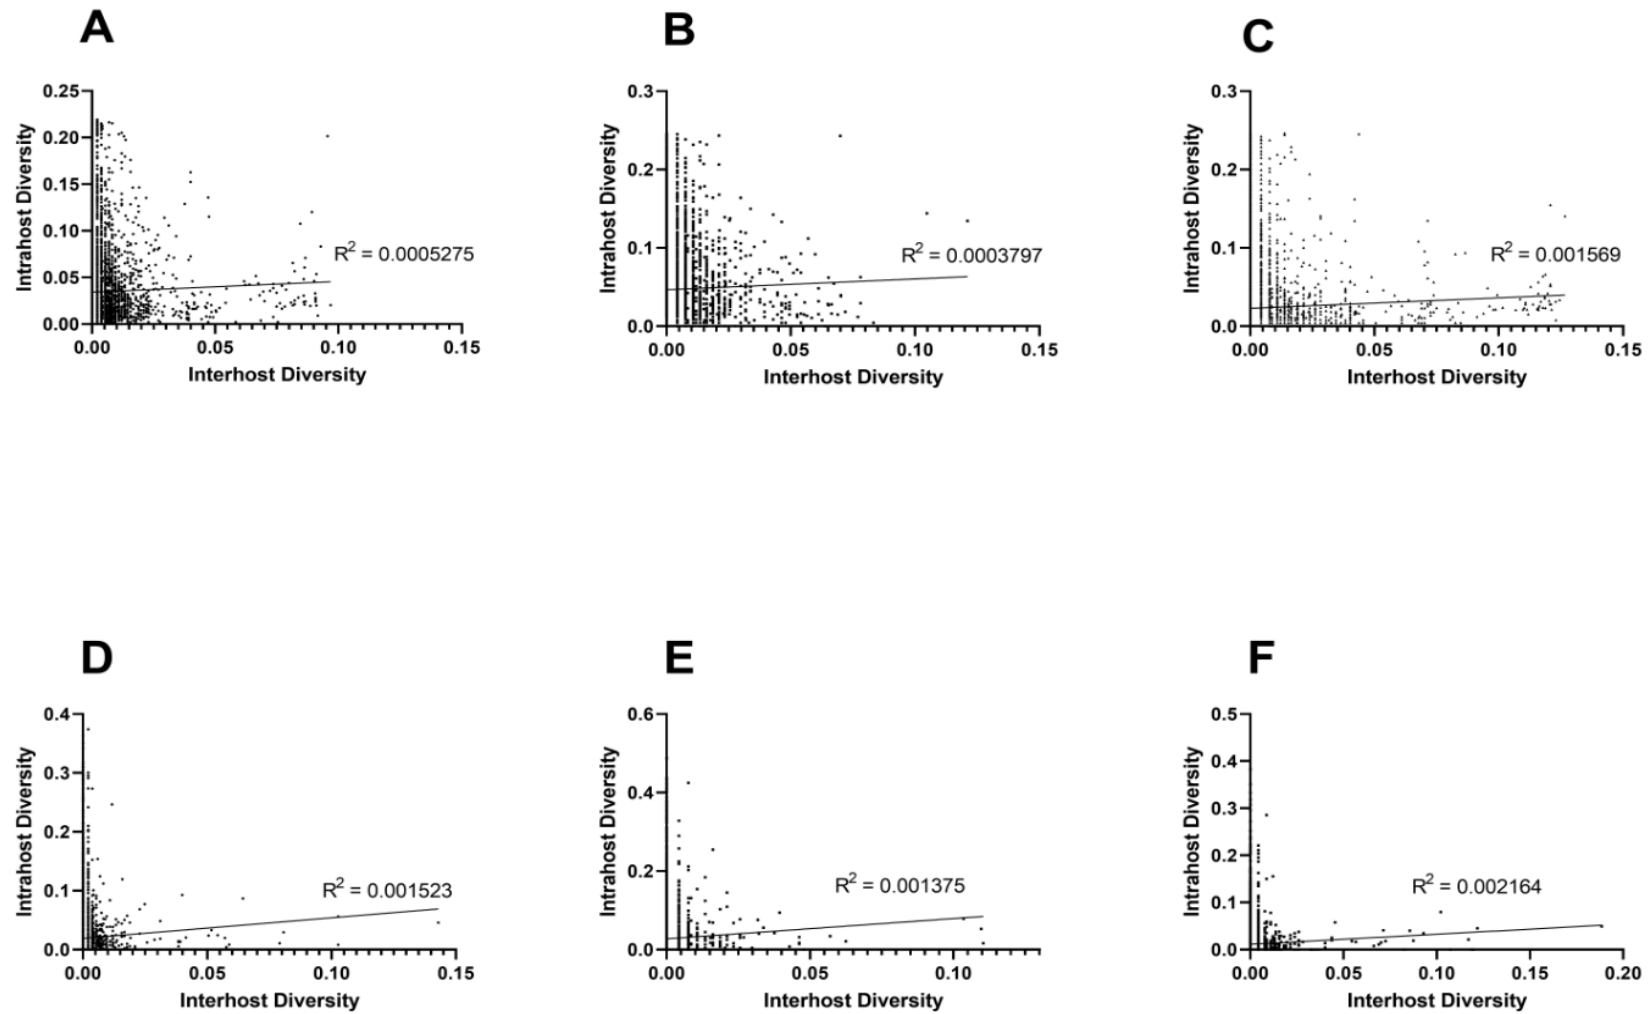 A
B
C
0.25
0.20
0.15
0.10
0.05
0.00
Intrahost Diversity
R² = 0.0005275
0.00 0.05 0.10 0.15
Interhost Diversity
0.3
0.2
0.1
0.0
Intrahost Diversity
R² = 0.0003797
0.00 0.05 0.10 0.15
Interhost Diversity
0.3
0.2
0.1
0.0
Intrahost Diversity
R² = 0.001569
0.00 0.05 0.10 0.15
Interhost Diversity
D
E
F
0.4
0.3
0.2
0.1
0.0
Intrahost Diversity
R² = 0.001523
0.00 0.05 0.10 0.15
Interhost Diversity
0.6
0.4
0.2
0.0
Intrahost Diversity
R² = 0.001375
0.00 0.05 0.10
Interhost Diversity
0.5
0.4
0.3
0.2
0.1
0.0
Intrahost Diversity
R² = 0.002164
0.00 0.05 0.10 0.15 0.20
Interhost Diversity